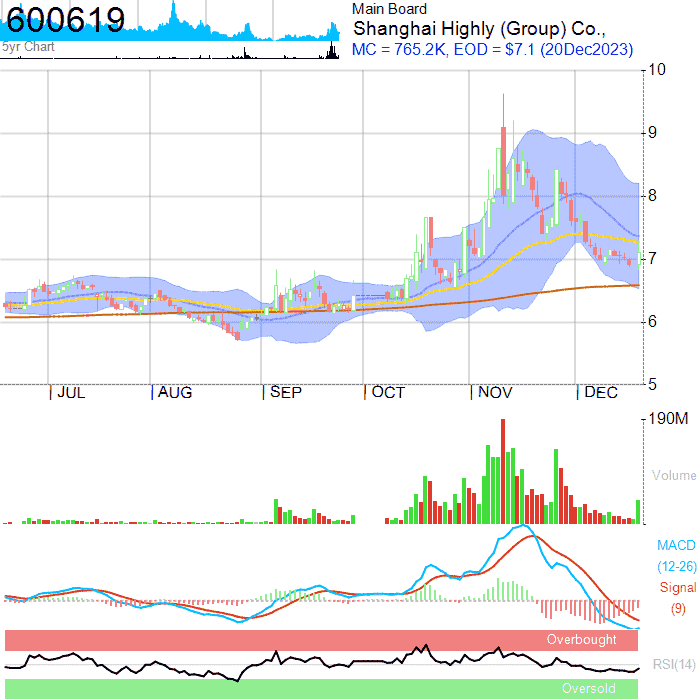 600619
5yr Chart
Main Board
Shanghai Highly (Group) Co.,
MC = 765.2K, EOD = $7.1 (20Dec2023)
10
9
8
7
6
5
JUL
AUG
SEP
OCT
NOV
DEC
190M
Volume
MACD
(12-26)
Signal
(9)
Overbought
RSI(14)
Oversold